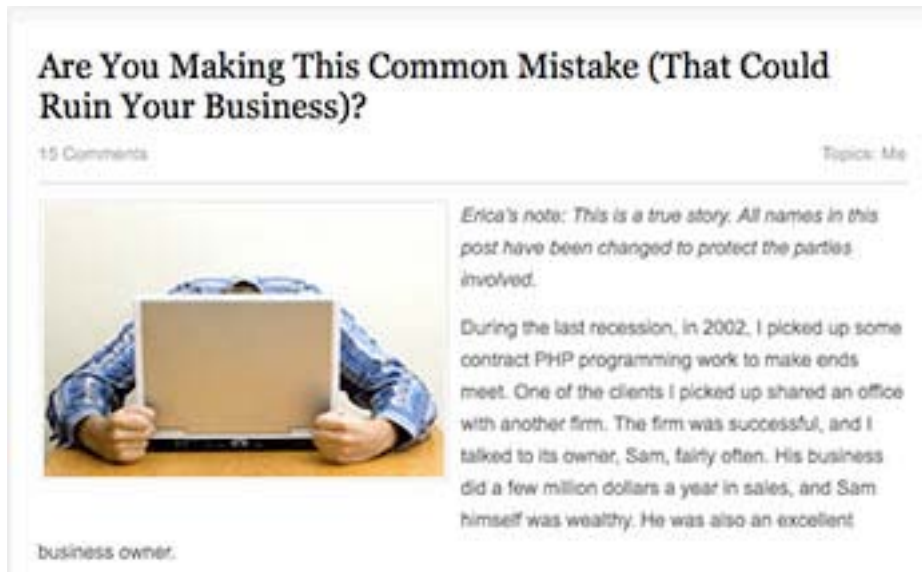 Are You Making This Common Mistake (That Could
Ruin Your Business)?
15 Comments
Topics: Me
Erica's note: This is a true story. All names in this
post have been changed to protect the parties
involved.
During the last recession, in 2002, I picked up some
contract PHP programming work to make ends
meet. One of the clients I picked up shared an office
with another firm. The firm was successful, and I
talked to its owner, Sam, fairly often. His business
did a few million dollars a year in sales, and Sam
himself was wealthy. He was also an excellent
business owner.